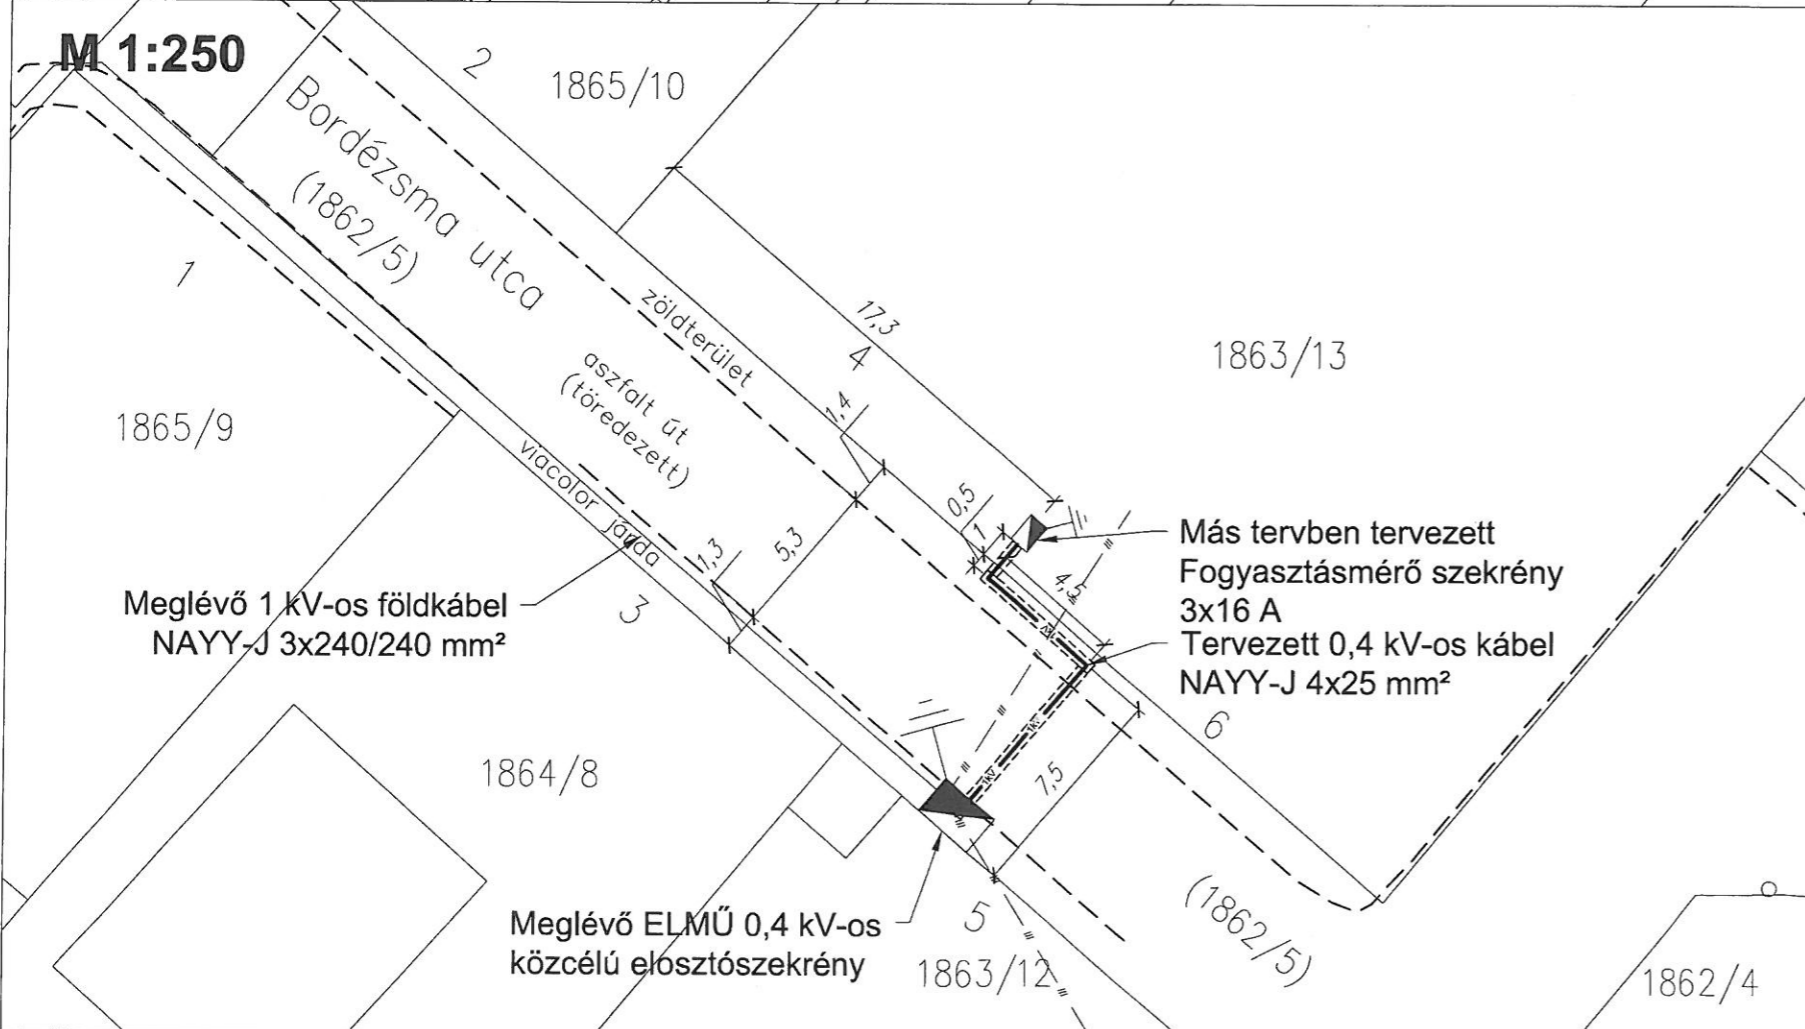 M 1:250
2
1865/10
Bordézsma utca
(1862/5)
1
17,3
4
zöldterület
1863/13
aszfalt út
(töredezett)
1,4
1865/9
viacolor járda
0,5
1
5,3
1,3
Más tervben tervezett
Fogyasztásmérő szekrény
3x16 A
4,5
Meglévő 1 kV-os földkábel
NAYY-J 3x240/240 mm²
3
Tervezett 0,4 kV-os kábel
NAYY-J 4x25 mm²
6
1kV
1kV
7,5
1864/8
Meglévő ELMŰ 0,4 kV-os
közcélú elosztószekrény
5
1863/12
(1862/5)
1862/4